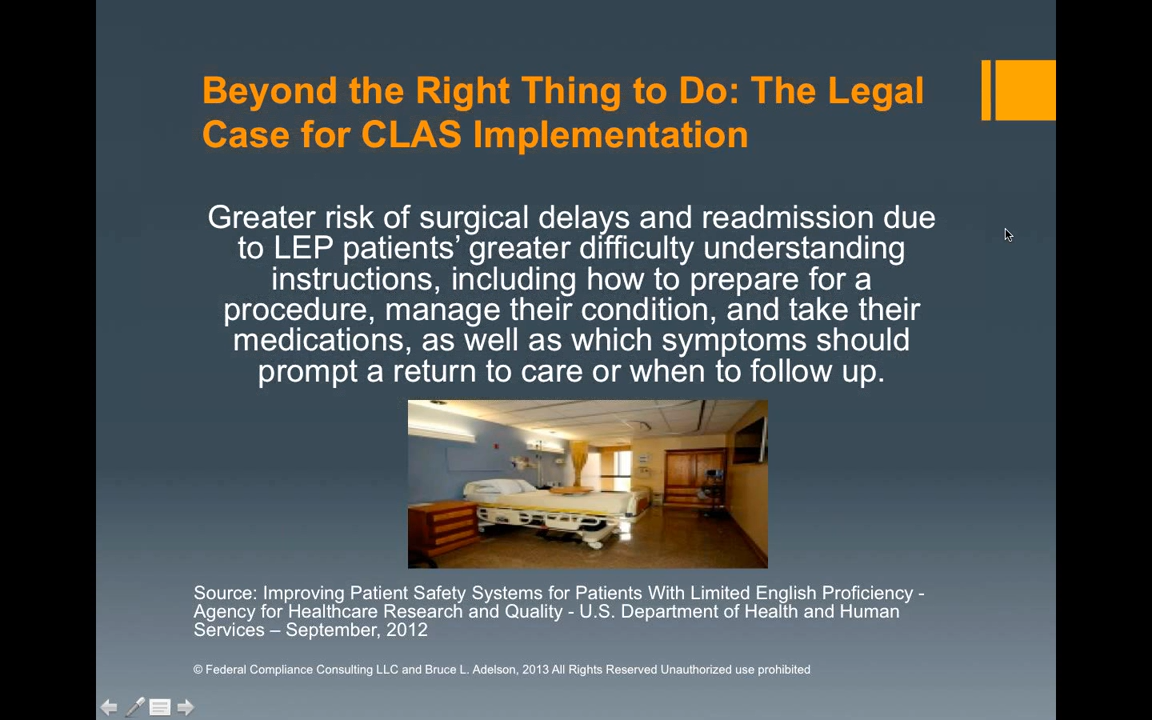 Beyond the Right Thing to Do: The Legal
Case for CLAS Implementation
Greater risk of surgical delays and readmission due
to LEP patients’ greater difficulty understanding
instructions, including how to prepare for a
procedure, manage their condition, and take their
medications, as well as which symptoms should
prompt a return to care or when to follow up.
Source: Improving Patient Safety Systems for Patients With Limited English Proficiency -
Agency for Healthcare Research and Quality - U.S. Department of Health and Human
Services – September, 2012
© Federal Compliance Consulting LLC and Bruce L. Adelson, 2013 All Rights Reserved Unauthorized use prohibited